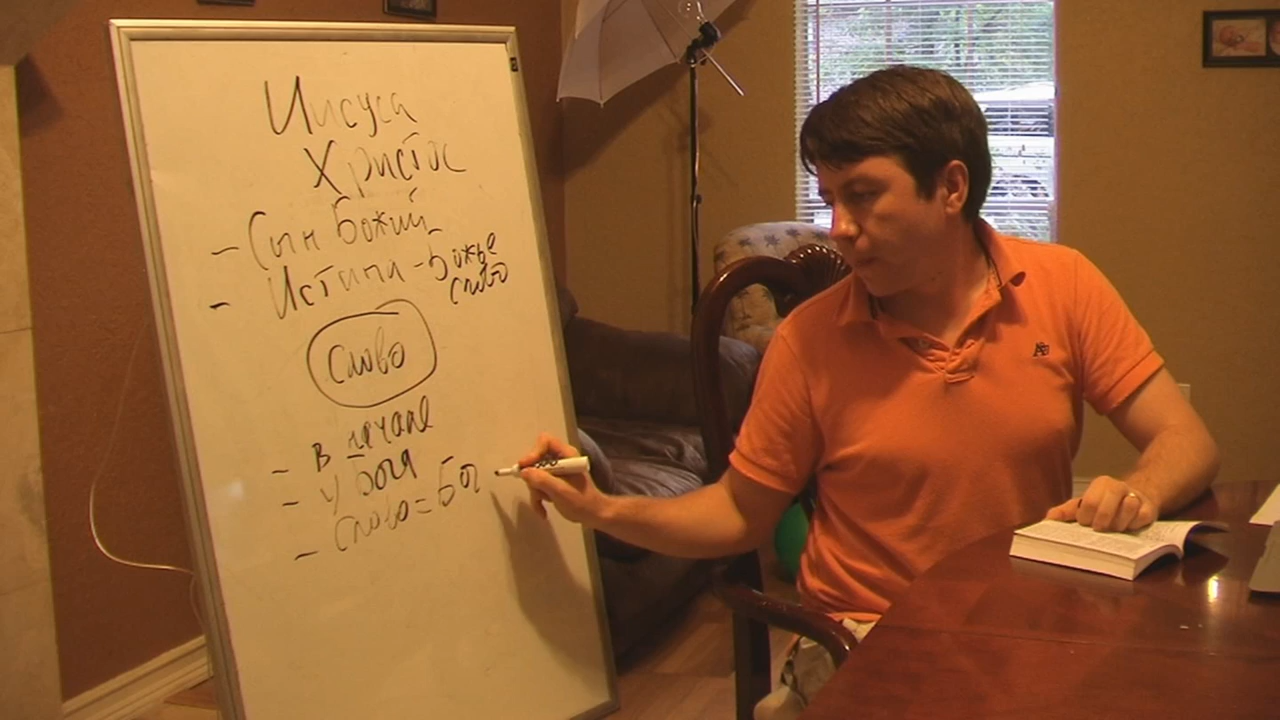 Иисуса
Христос
- Сын Божий
- Истина - Божье
слово
слово
- в начале
- у Бога
- слово = Бог